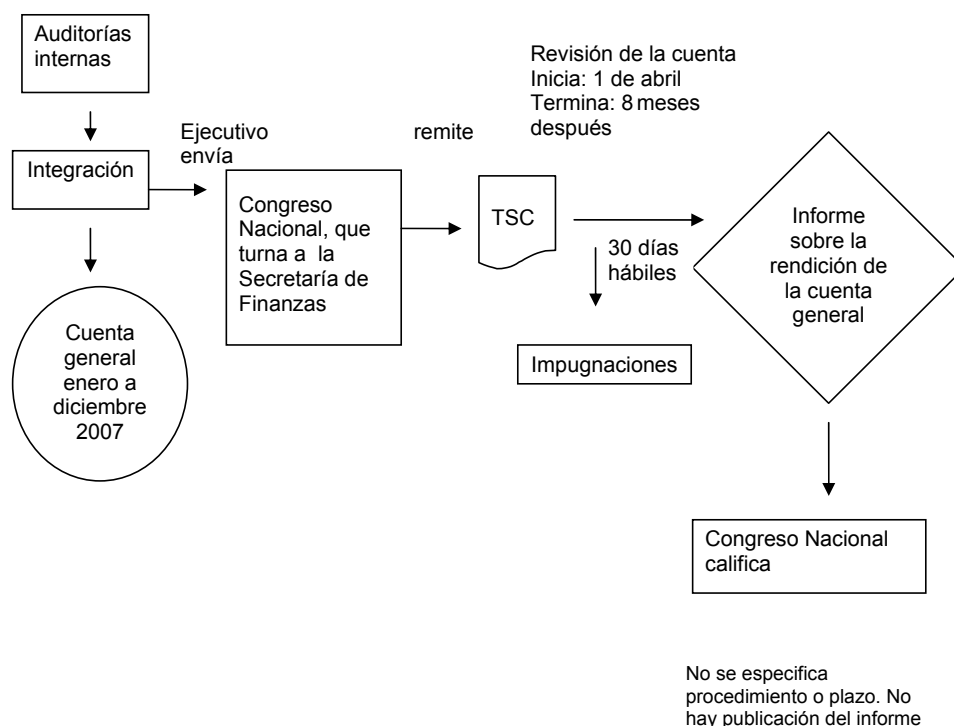 Auditorías
internas
Integración
Cuenta
general
enero a
diciembre
2007
Ejecutivo
envía
Congreso
Nacional, que
turna a la
Secretaría de
Finanzas
remite
TSC
Revisión de la cuenta
Inicia: 1 de abril
Termina: 8 meses
después
30 días
hábiles
Impugnaciones
Informe
sobre la
rendición de
la cuenta
general
Congreso Nacional
califica
No se especifica
procedimiento o plazo. No
hay publicación del informe